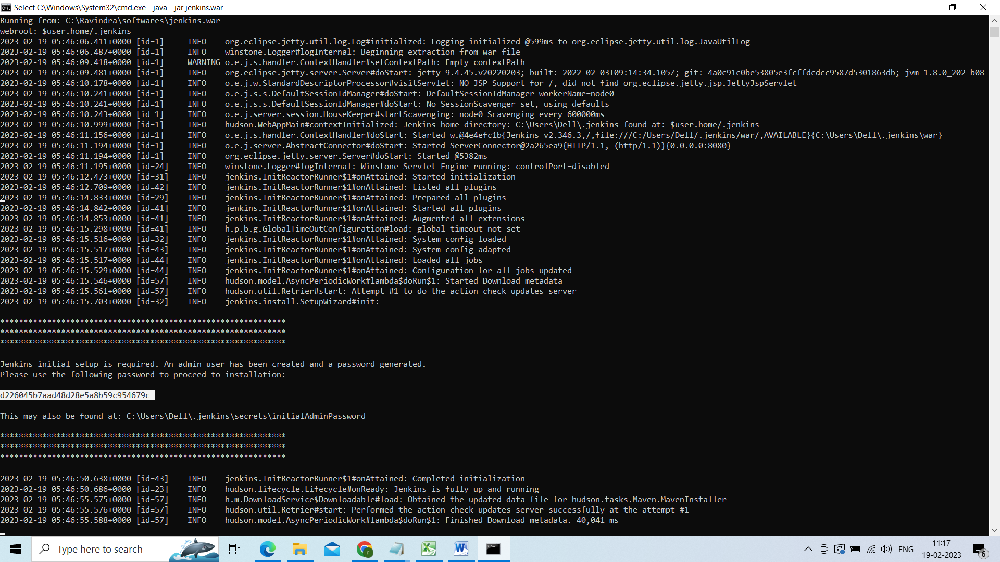 Select C:\Windows\System32\cmd.exe - java  -jar jenkins.war
Running from: C:\Ravindra\softwares\jenkins.war
webroot: $user.home/.jenkins
2023-02-19 05:46:06.411+0000 [id=1]     INFO    org.eclipse.jetty.util.log.Log#initialized: Logging initialized @599ms to org.eclipse.jetty.util.log.JavaUtilLog
2023-02-19 05:46:06.487+0000 [id=1]     INFO    winstone.Logger#logInternal: Beginning extraction from war file
2023-02-19 05:46:09.418+0000 [id=1]     WARNING o.e.j.s.handler.ContextHandler#setContextPath: Empty contextPath
2023-02-19 05:46:09.481+0000 [id=1]     INFO    org.eclipse.jetty.server.Server#doStart: jetty-9.4.45.v20220203; built: 2022-02-03T09:14:34.105Z; git: 4a0c91c0be53805e3fcffdcdcc9587d5301863db; jvm 1.8.0_202-b08
2023-02-19 05:46:10.178+0000 [id=1]     INFO    o.e.j.w.StandardDescriptorProcessor#visitServlet: NO JSP Support for /, did not find org.eclipse.jetty.jsp.JettyJspServlet
2023-02-19 05:46:10.241+0000 [id=1]     INFO    o.e.j.s.s.DefaultSessionIdManager#doStart: DefaultSessionIdManager workerName=node0
2023-02-19 05:46:10.241+0000 [id=1]     INFO    o.e.j.s.s.DefaultSessionIdManager#doStart: No SessionScavenger set, using defaults
2023-02-19 05:46:10.243+0000 [id=1]     INFO    o.e.j.server.session.HouseKeeper#startScavenging: node0 Scavenging every 600000ms
2023-02-19 05:46:10.999+0000 [id=1]     INFO    hudson.WebAppMain#contextInitialized: Jenkins home directory: C:\Users\Dell\.jenkins found at: $user.home/.jenkins
2023-02-19 05:46:11.156+0000 [id=1]     INFO    o.e.j.s.handler.ContextHandler#doStart: Started w.@4e4efc1b{Jenkins v2.346.3,/,file:///C:/Users/Dell/.jenkins/war/,AVAILABLE}{C:\Users\Dell\.jenkins\war}
2023-02-19 05:46:11.194+0000 [id=1]     INFO    o.e.j.server.AbstractConnector#doStart: Started ServerConnector@2a265ea9{HTTP/1.1, (http/1.1)}{0.0.0.0:8080}
2023-02-19 05:46:11.194+0000 [id=1]     INFO    org.eclipse.jetty.server.Server#doStart: Started @5382ms
2023-02-19 05:46:11.195+0000 [id=24]    INFO    winstone.Logger#logInternal: Winstone Servlet Engine running: controlPort=disabled
2023-02-19 05:46:12.473+0000 [id=31]    INFO    jenkins.InitReactorRunner$1#onAttained: Started initialization
2023-02-19 05:46:12.709+0000 [id=42]    INFO    jenkins.InitReactorRunner$1#onAttained: Listed all plugins
2023-02-19 05:46:14.833+0000 [id=29]    INFO    jenkins.InitReactorRunner$1#onAttained: Prepared all plugins
2023-02-19 05:46:14.842+0000 [id=41]    INFO    jenkins.InitReactorRunner$1#onAttained: Started all plugins
2023-02-19 05:46:14.853+0000 [id=41]    INFO    jenkins.InitReactorRunner$1#onAttained: Augmented all extensions
2023-02-19 05:46:15.298+0000 [id=41]    INFO    h.p.b.g.GlobalTimeOutConfiguration#load: global timeout not set
2023-02-19 05:46:15.516+0000 [id=32]    INFO    jenkins.InitReactorRunner$1#onAttained: System config loaded
2023-02-19 05:46:15.517+0000 [id=43]    INFO    jenkins.InitReactorRunner$1#onAttained: System config adapted
2023-02-19 05:46:15.517+0000 [id=44]    INFO    jenkins.InitReactorRunner$1#onAttained: Loaded all jobs
2023-02-19 05:46:15.529+0000 [id=44]    INFO    jenkins.InitReactorRunner$1#onAttained: Configuration for all jobs updated
2023-02-19 05:46:15.546+0000 [id=57]    INFO    hudson.model.AsyncPeriodicWork#lambda$doRun$1: Started Download metadata
2023-02-19 05:46:15.561+0000 [id=57]    INFO    hudson.util.Retrier#start: Attempt #1 to do the action check updates server
2023-02-19 05:46:15.703+0000 [id=32]    INFO    jenkins.install.SetupWizard#init:
*************************************************************
*************************************************************
*************************************************************
Jenkins initial setup is required. An admin user has been created and a password generated.
Please use the following password to proceed to installation:
d226045b7aad48d28e5a8b59c954679c
This may also be found at: C:\Users\Dell\.jenkins\secrets\initialAdminPassword
*************************************************************
*************************************************************
*************************************************************
2023-02-19 05:46:50.638+0000 [id=43]    INFO    jenkins.InitReactorRunner$1#onAttained: Completed initialization
2023-02-19 05:46:50.686+0000 [id=23]    INFO    hudson.lifecycle.Lifecycle#onReady: Jenkins is fully up and running
2023-02-19 05:46:55.575+0000 [id=57]    INFO    h.m.DownloadService$Downloadable#load: Obtained the updated data file for hudson.tasks.Maven.MavenInstaller
2023-02-19 05:46:55.576+0000 [id=57]    INFO    hudson.util.Retrier#start: Performed the action check updates server successfully at the attempt #1
2023-02-19 05:46:55.588+0000 [id=57]    INFO    hudson.model.AsyncPeriodicWork#lambda$doRun$1: Finished Download metadata. 40,041 ms
Type here to search
ENG
11:17
19-02-2023
6